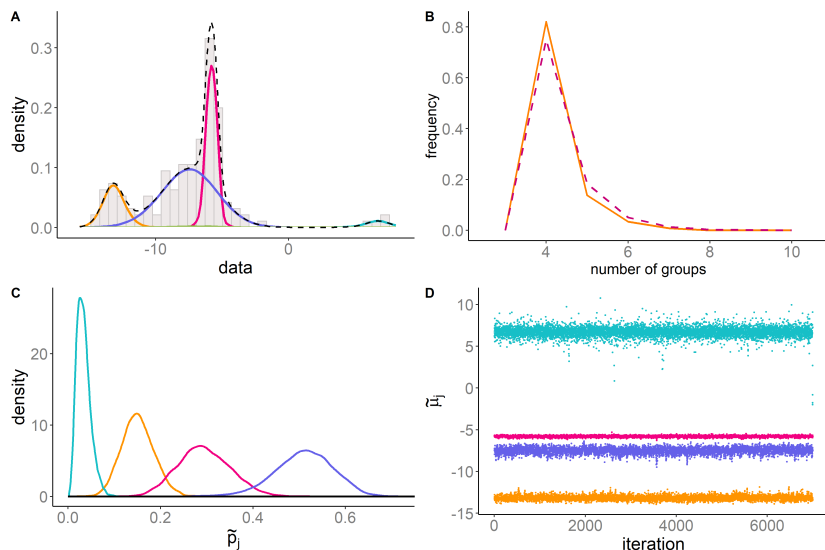 A
density
0.3
0.2
0.1
0.0
-10
0
data
B
frequency
0.8
0.6
0.4
0.2
0.0
4
6
8
10
number of groups
C
density
20
10
0
0.0
0.2
0.4
0.6
p̃j
D
μ̃j
10
5
0
-5
-10
-15
0
2000
4000
6000
iteration